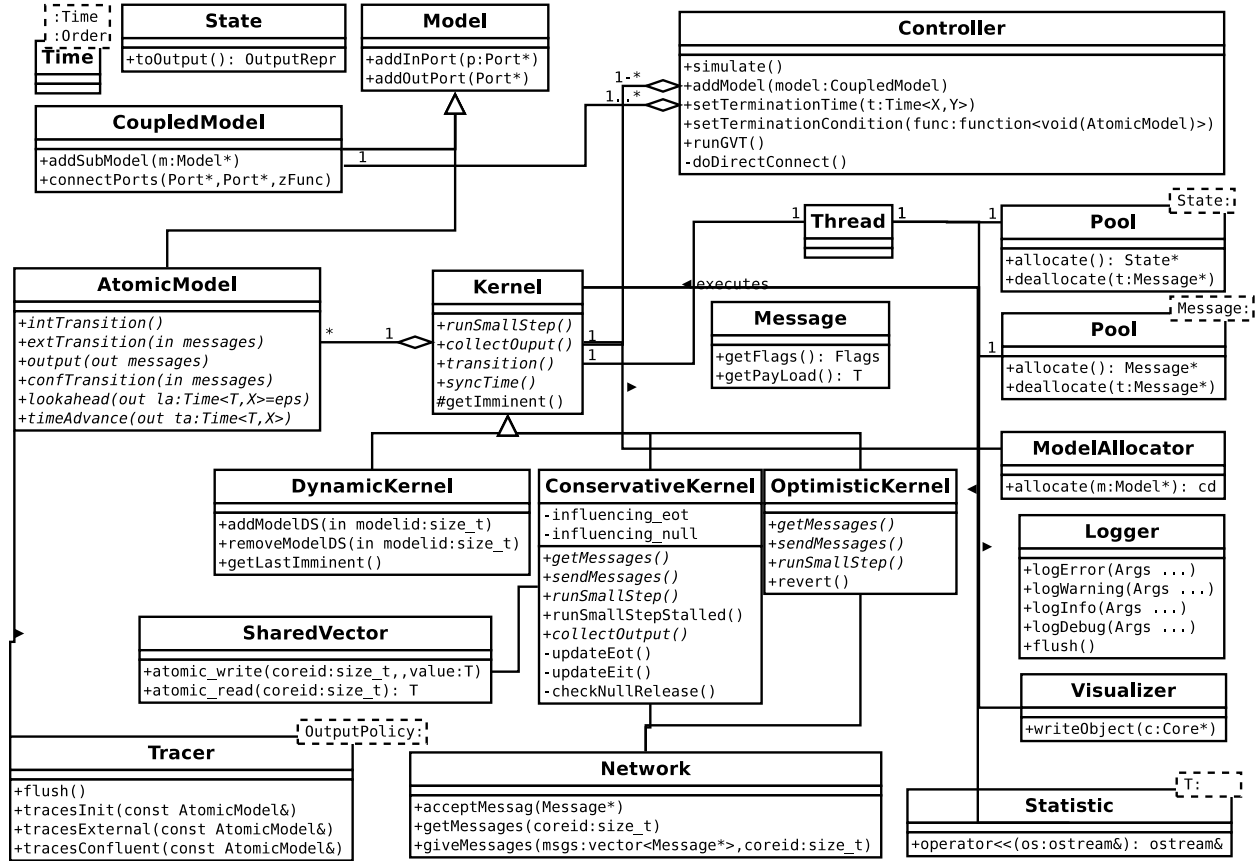 :Time
:Order
Time
State
+toOutput(): OutputRepr
Model
+addInPort(p:Port*)
+addOutPort(Port*)
Controller
+simulate()
+addModel(model:CoupledModel)
+setTerminationTime(t:Time<X,Y>)
+setTerminationCondition(func:function<void(AtomicModel)>)
+runGVT()
-doDirectConnect()
1-*
1..*
CoupledModel
+addSubModel(m:Model*)
+connectPorts(Port*,Port*,zFunc)
1
1
Thread
1
1
State:
Pool
+allocate(): State*
+deallocate(t:Message*)
AtomicModel
+intTransition()
+extTransition(in messages)
+output(out messages)
+confTransition(in messages)
+lookahead(out la:Time<T,X>=eps)
+timeAdvance(out ta:Time<T,X>)
*
1
Kernel
+runSmallStep()
+collectOuput()
+transition()
+syncTime()
#getImminent()
1
1
executes
Message
+getFlags(): Flags
+getPayLoad(): T
Message:
1
Pool
+allocate(): Message*
+deallocate(t:Message*)
ModelAllocator
+allocate(m:Model*): cd
DynamicKernel
+addModelDS(in modelid:size_t)
+removeModelDS(in modelid:size_t)
+getLastImminent()
ConservativeKernel
-influencing_eot
-influencing_null
+getMessages()
+sendMessages()
+runSmallStep()
+runSmallStepStalled()
+collectOutput()
-updateEot()
-updateEit()
-checkNullRelease()
OptimisticKernel
+getMessages()
+sendMessages()
+runSmallStep()
+revert()
Logger
+logError(Args ...)
+logWarning(Args ...)
+logInfo(Args ...)
+logDebug(Args ...)
+flush()
SharedVector
+atomic_write(coreid:size_t,,value:T)
+atomic_read(coreid:size_t): T
Visualizer
+writeObject(c:Core*)
OutputPolicy:
Tracer
+flush()
+tracesInit(const AtomicModel&)
+tracesExternal(const AtomicModel&)
+tracesConfluent(const AtomicModel&)
Network
+acceptMessag(Message*)
+getMessages(coreid:size_t)
+giveMessages(msgs:vector<Message*>,coreid:size_t)
T:
Statistic
+operator<<(os:ostream&): ostream&